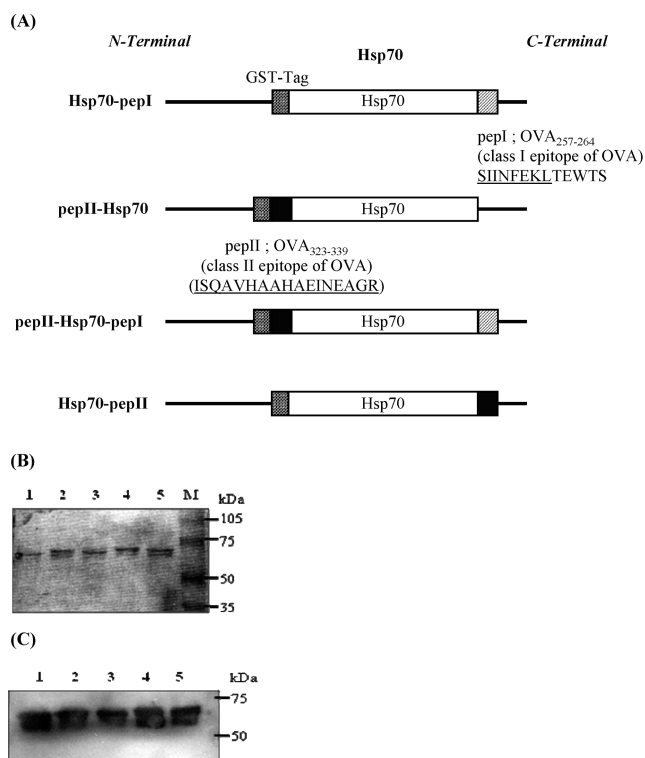 (A)
N-Terminal Hsp70 C-Terminal
GST-Tag
Hsp70-pepI Hsp70
pepI ; OVA257-264
(class I epitope of OVA)
SIINFEKLTEWTS
pepII-Hsp70 Hsp70
pepII ; OVA323-339
(class II epitope of OVA)
(ISQAVHAAHAEINEAGR)
pepII-Hsp70-pepI Hsp70
Hsp70-pepII Hsp70
(B)
1 2 3 4 5 M kDa
105
75
50
35
(C)
1 2 3 4 5 kDa
75
50